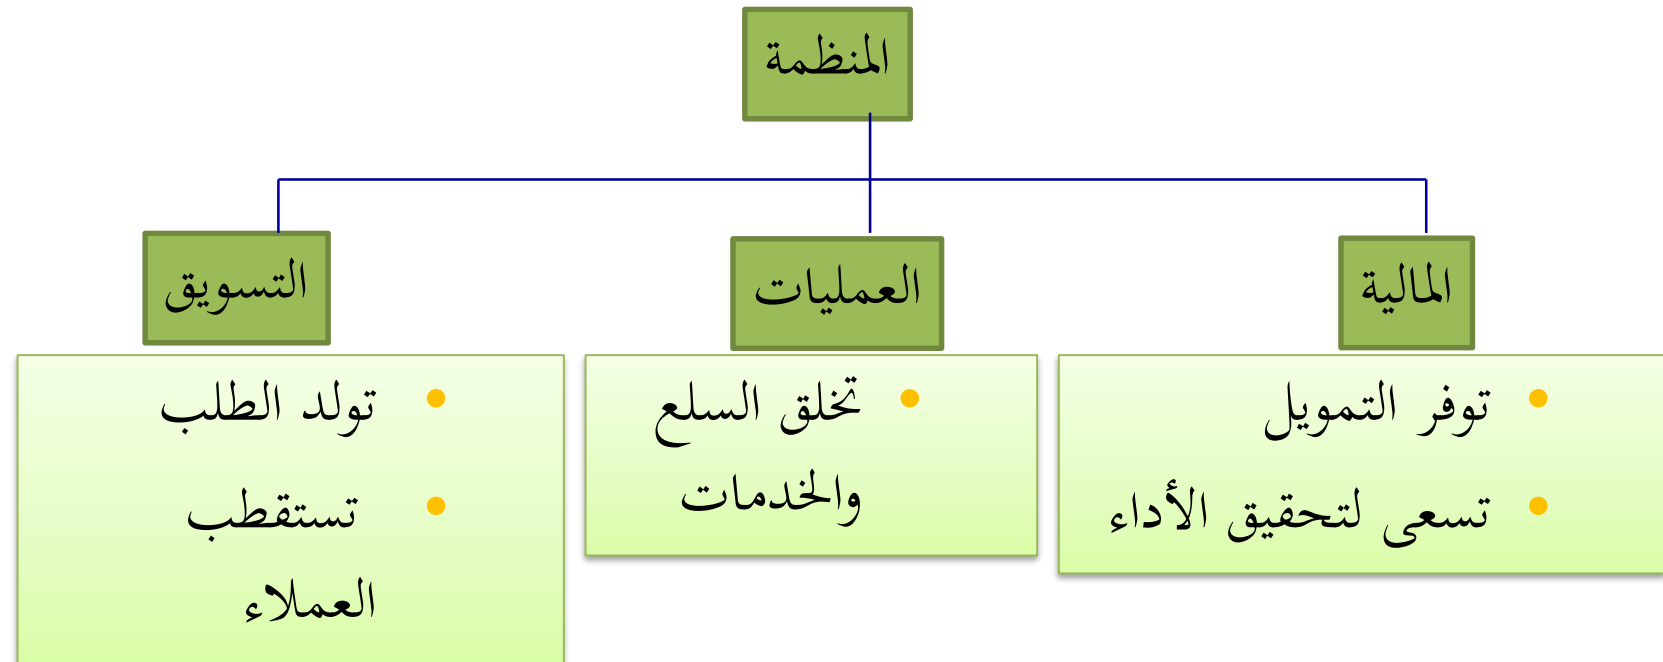 المنظمة
المالية
العمليات
التسويق
توفر التمويل
تسعى لتحقيق الأداء
تخلق السلع
والخدمات
تولد الطلب
تستقطب
العملاء